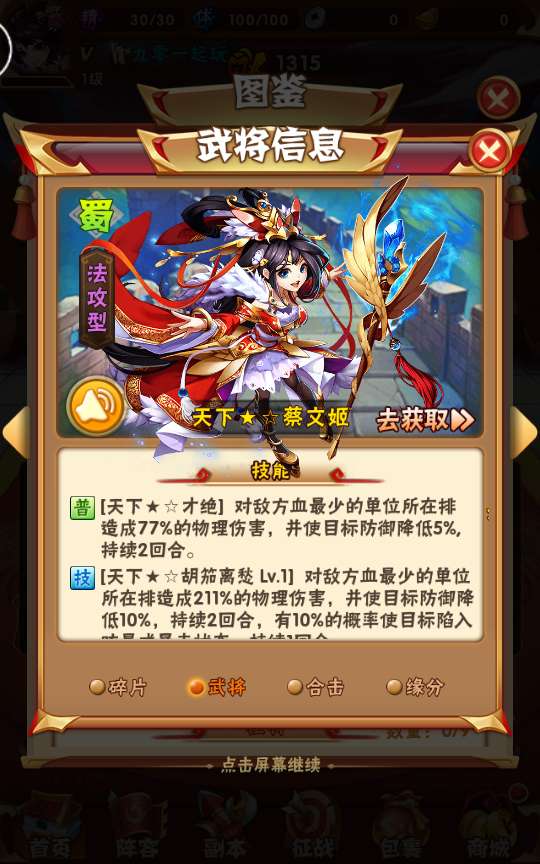 精 30/30 体 100/100 0 0
V 九零一起玩 1315
1级
图鉴
武将信息
蜀
法攻型
天下★☆蔡文姬
去获取
技能
普 [天下★☆才绝] 对敌方血最少的单位所在排
造成77%的物理伤害，并使目标防御降低5%,
持续2回合。
技 [天下★☆胡笳离愁 Lv.1] 对敌方血最少的单位
所在排造成211%的物理伤害，并使目标防御降
低10%，持续2回合，有10%的概率使目标陷入
碎片 武将 合击 缘分
数量：0/9
点击屏幕继续
首页 阵容 副本 征战 包裹 商城